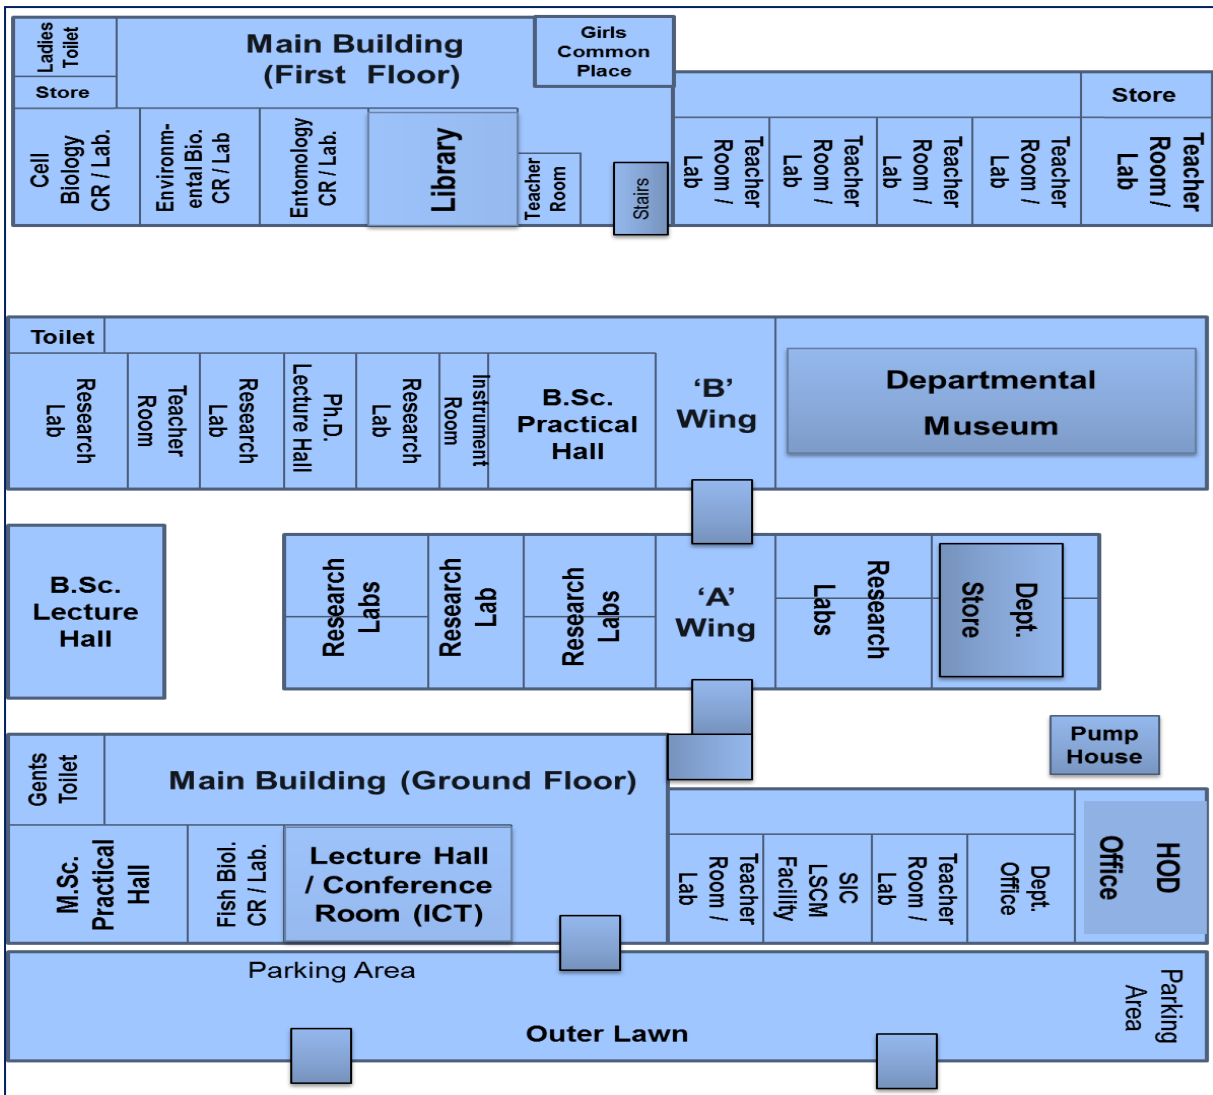 Ladies
Toilet
Main Building
(First Floor)
Girls
Common
Place
Store
Store
Cell
Biology
CR / Lab.
Environm-
ental Bio.
CR / Lab
Entomology
CR / Lab.
Library
Teacher
Room
Stairs
Teacher
Room /
Lab
Teacher
Room /
Lab
Teacher
Room /
Lab
Teacher
Room /
Lab
Teacher
Room /
Lab
Toilet
Research
Lab
Teacher
Room
Research
Lab
Ph.D.
Lecture Hall
Research
Lab
Instrument
Room
B.Sc.
Practical
Hall
‘B’
Wing
Departmental
Museum
B.Sc.
Lecture
Hall
Research
Labs
Research
Lab
Research
Labs
‘A’
Wing
Research
Labs
Dept.
Store
Pump
House
Gents
Toilet
Main Building (Ground Floor)
M.Sc.
Practical
Hall
Fish Biol.
CR / Lab.
Lecture Hall
/ Conference
Room (ICT)
Teacher
Room /
Lab
SIC
LSCM
Facility
Teacher
Room /
Lab
Dept.
Office
HOD
Office
Parking Area
Outer Lawn
Parking
Area